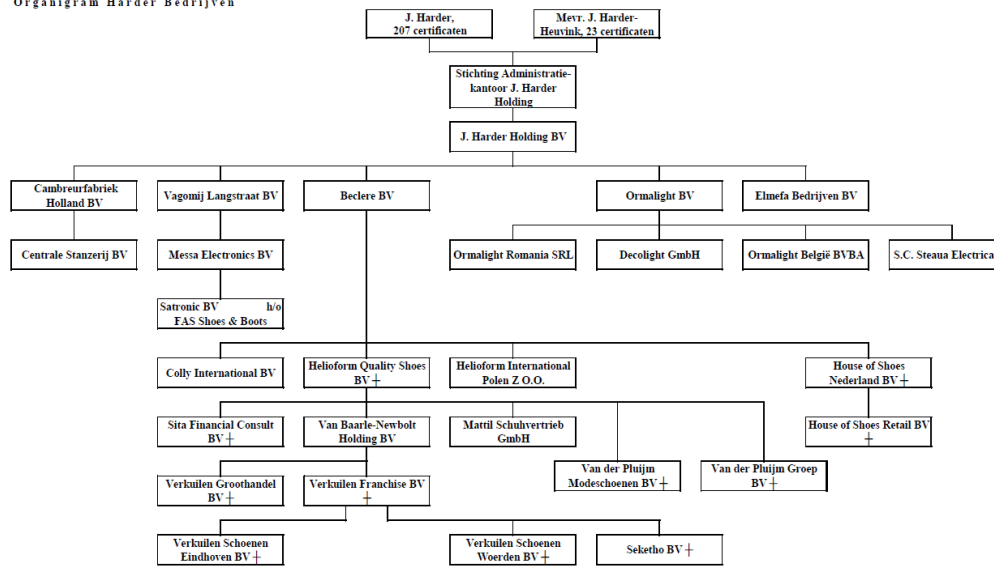 Organigram Harder Bedrijven
J. Harder,
207 certificaten
Mevr. J. Harder-
Heuvink, 23 certificaten
Stichting Administratie-
kantoor J. Harder
Holding
J. Harder Holding BV
Cambreurfabriek
Holland BV
Vagomij Langstraat BV
Beclere BV
Ormalight BV
Elmefa Bedrijven BV
Centrale Stanzerij BV
Messa Electronics BV
Ormalight Romania SRL
Decolight GmbH
Ormalight België BVBA
S.C. Steaua Electrica
Satronic BV h/o
FAS Shoes & Boots
Colly International BV
Helioform Quality Shoes
BV ┼
Helioform International
Polen Z O.O.
House of Shoes
Nederland BV ┼
Sita Financial Consult
BV ┼
Van Baarle-Newbolt
Holding BV
Mattil Schuhvertrieb
GmbH
House of Shoes Retail BV
┼
Verkuilen Groothandel
BV ┼
Verkuilen Franchise BV
┼
Van der Pluijm
Modeschoenen BV ┼
Van der Pluijm Groep
BV ┼
Verkuilen Schoenen
Eindhoven BV ┼
Verkuilen Schoenen
Woerden BV ┼
Seketho BV ┼